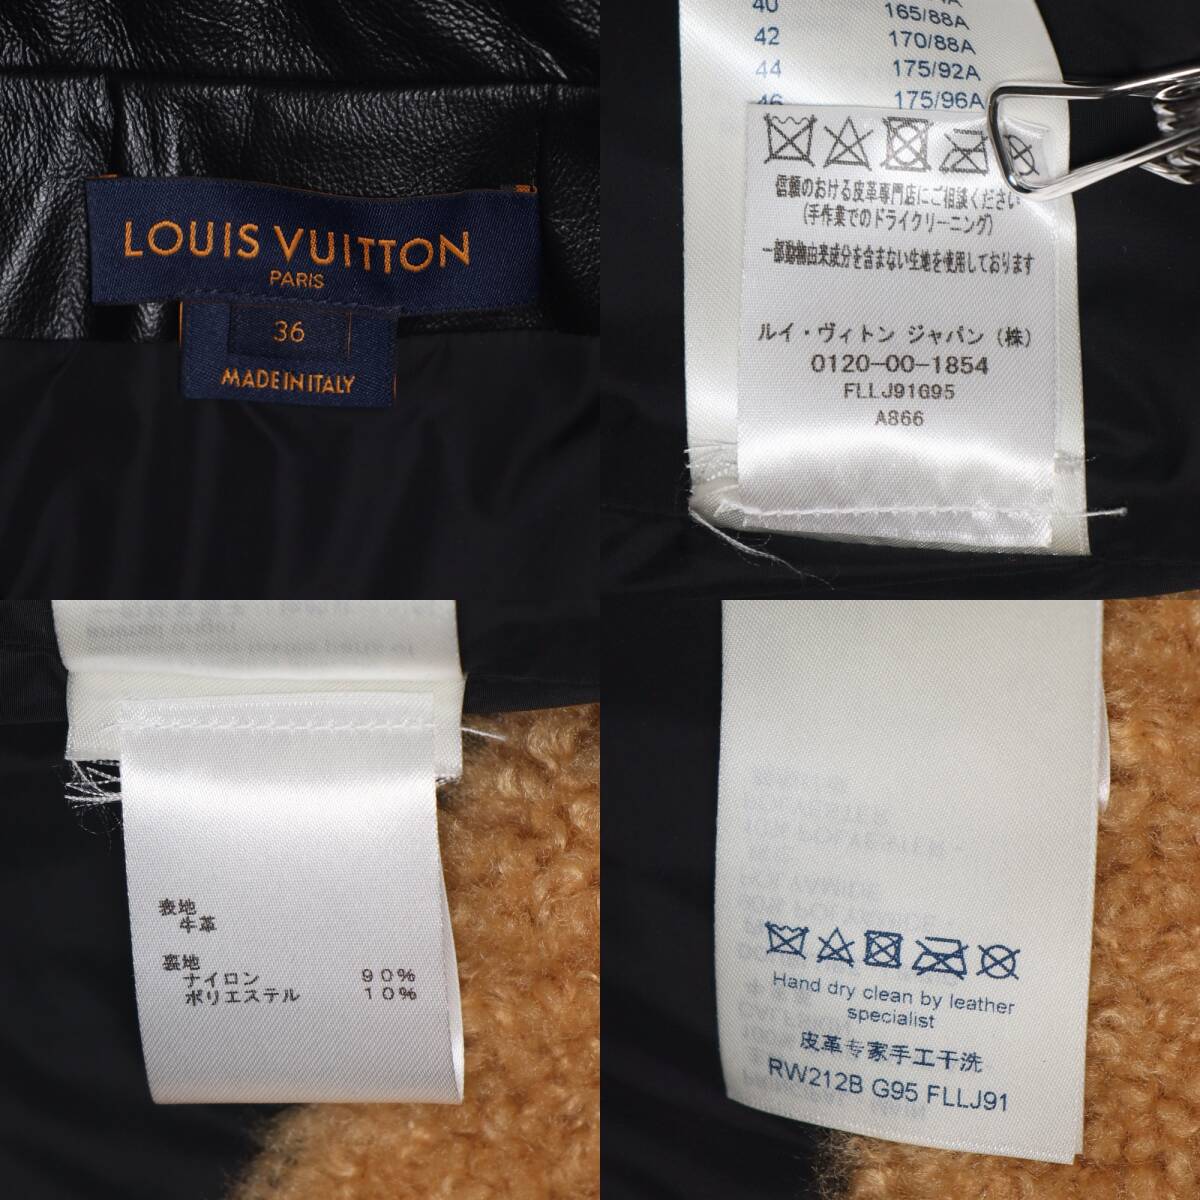 LOUIS VUITTON
PARIS
36
MADE IN ITALY
40
165/88A
42 170/88A
44 175/92A
46 175/96A
信頼のおける皮革専門店にご相談ください
(手作業でのドライクリーニング)
一部動物由来成分を含まない生地を使用しております
ルイ・ヴィトン ジャパン (株)
0120-00-1854
FLLJ91G95
A866
表地
牛革
裏地
ナイロン 90%
ポリエステル 10%
Hand dry clean by leather
specialist
皮革专家手工干洗
RW212B G95 FLLJ91